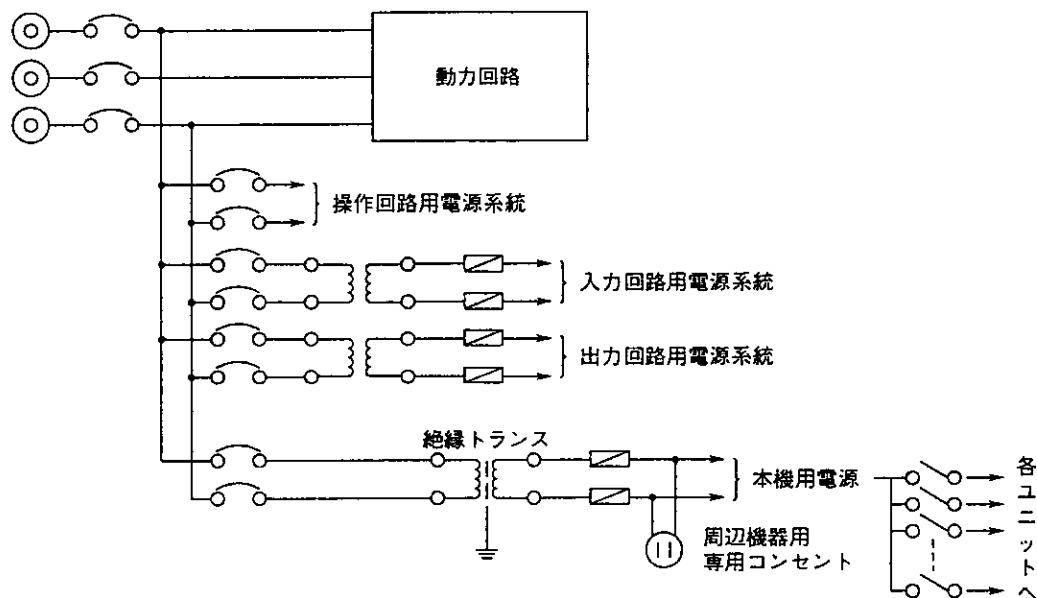 動力回路
操作回路用電源系統
入力回路用電源系統
出力回路用電源系統
絶縁トランス
本機用電源
各ユニットへ
周辺機器用
専用コンセント